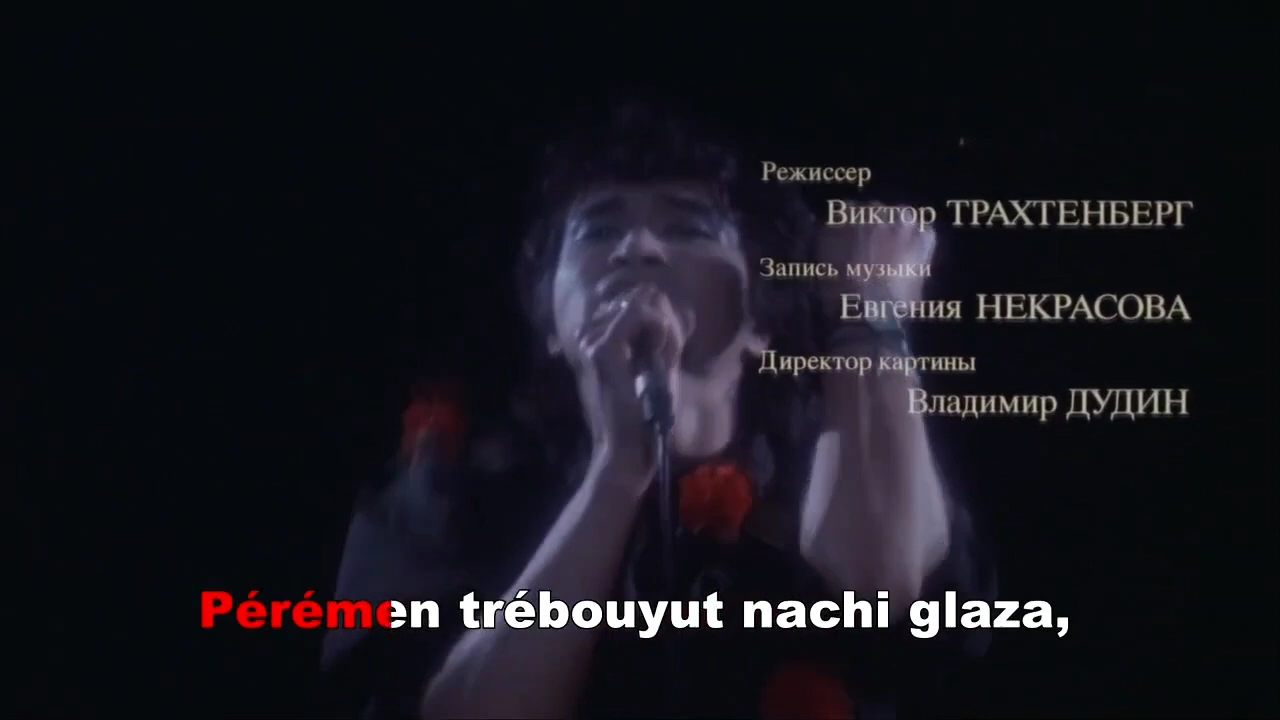 Режиссер
Виктор ТРАХТЕНБЕРГ
Запись музыки
Евгения НЕКРАСОВА
Директор картины
Владимир ДУДИН
Pérémen trébouyut nachi glaza,